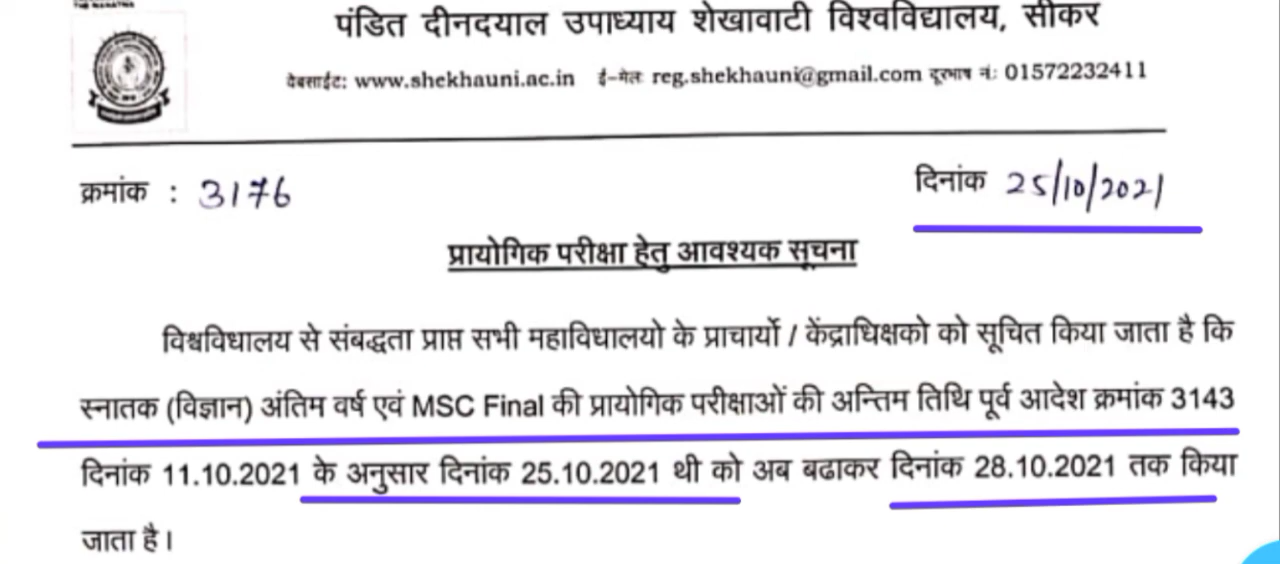 पंडित दीनदयाल उपाध्याय शेखावाटी विश्वविद्यालय, सीकर
वेबसाईट: www.shekhauni.ac.in ई-मेल reg.shekhauni@gmail.com दूरभाष नं: 01572232411
क्रमांक : 3176
दिनांक 25/10/2021
प्रायोगिक परीक्षा हेतु आवश्यक सूचना
विश्वविधालय से संबद्धता प्राप्त सभी महाविधालयो के प्राचार्यो / केंद्राधिक्षको को सूचित किया जाता है कि
स्नातक (विज्ञान) अंतिम वर्ष एवं MSC Final की प्रायोगिक परीक्षाओं की अन्तिम तिथि पूर्व आदेश क्रमांक 3143
दिनांक 11.10.2021 के अनुसार दिनांक 25.10.2021 थी को अब बढाकर दिनांक 28.10.2021 तक किया
जाता है।